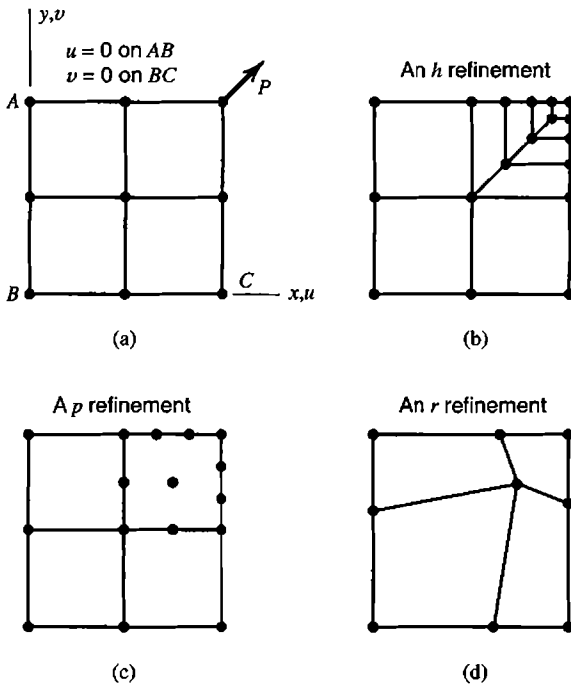 y,v
u = 0 on AB
v = 0 on BC
P
A
B
C
x,u
(a)
An h refinement
(b)
A p refinement
(c)
An r refinement
(d)